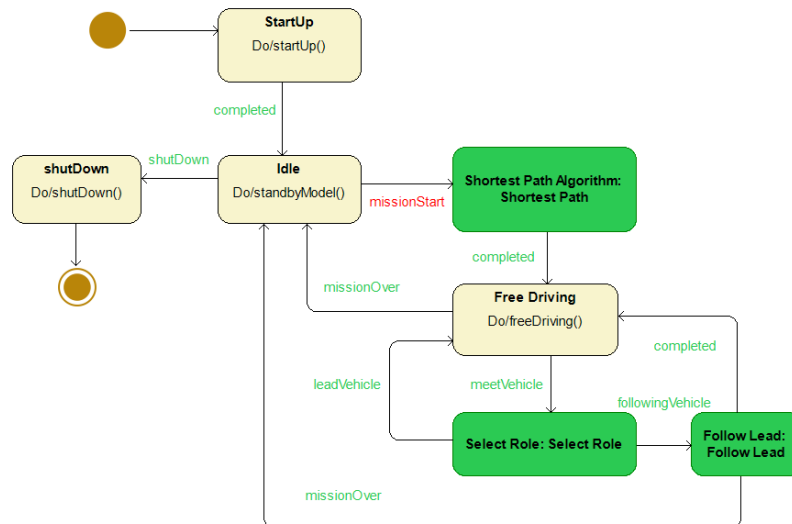 StartUp
Do/startUp()
completed
shutDown
Do/shutDown()
shutDown
Idle
Do/standbyModel()
missionStart
Shortest Path Algorithm:
Shortest Path
completed
missionOver
Free Driving
Do/freeDriving()
completed
leadVehicle
meetVehicle
followingVehicle
Select Role: Select Role
Follow Lead:
Follow Lead
missionOver